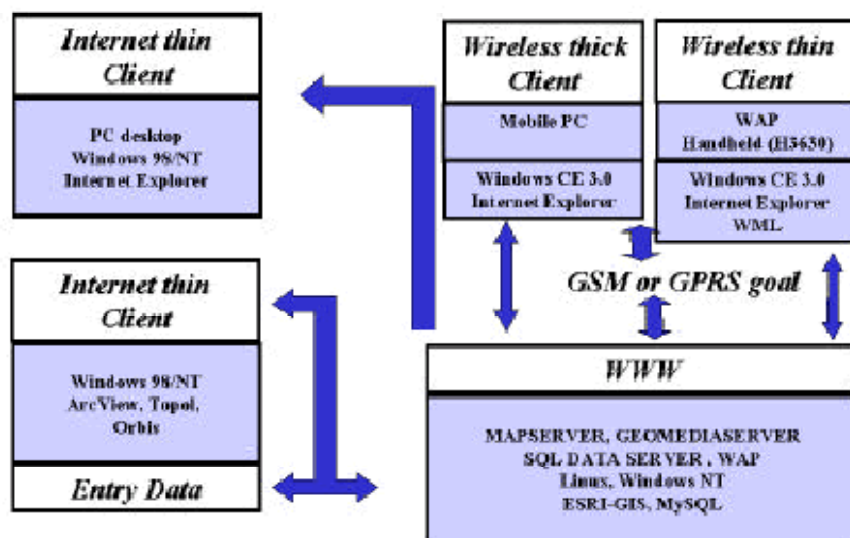 Internet thin
Client
PC desktop
Windows 98/NT
Internet Explorer
Wireless thick
Client
Mobile PC
Windows CE 3.0
Internet Explorer
Wireless thin
Client
WAP
Handheld (H3630)
Windows CE 3.0
Internet Explorer
WML
GSM or GPRS goal
Internet thin
Client
Windows 98/NT
ArcView, Topol,
Orbis
Entry Data
WWW
MAPSERVER, GEOMEDIASERVER
SQL DATA SERVER , WAP
Linux, Windows NT
ESRI-GIS, MySQL